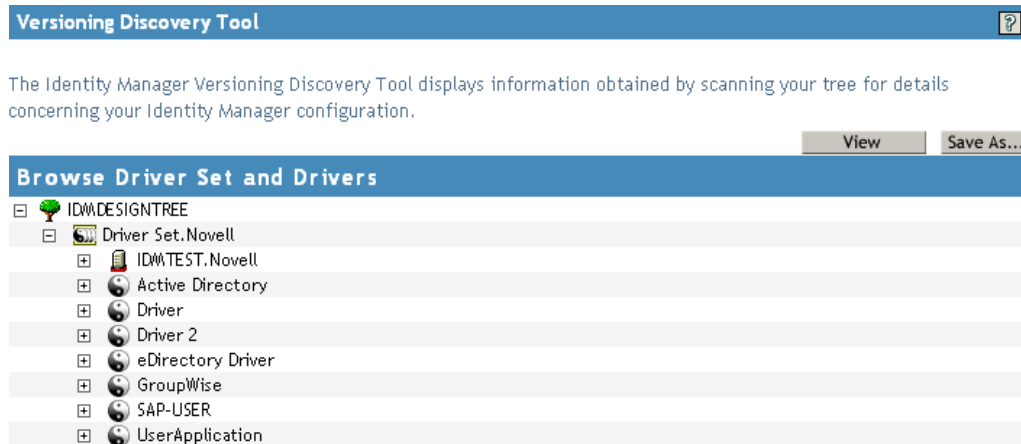 Versioning Discovery Tool
?
The Identity Manager Versioning Discovery Tool displays information obtained by scanning your tree for details
concerning your Identity Manager configuration.
View Save As...
Browse Driver Set and Drivers
IDMDESIGNTREE
Driver Set.Novell
IDMTEST.Novell
Active Directory
Driver
Driver 2
eDirectory Driver
GroupWise
SAP-USER
UserApplication